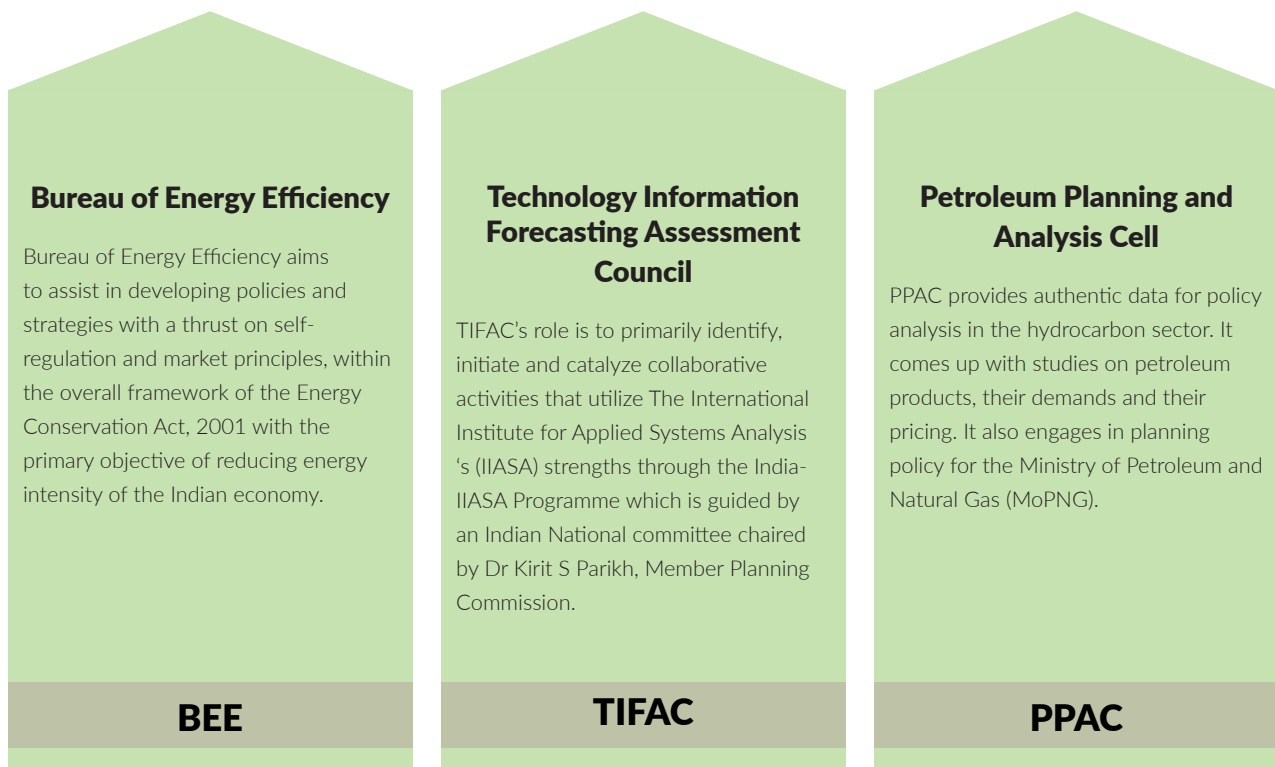 Bureau of Energy Efficiency
Bureau of Energy Efficiency aims
to assist in developing policies and
strategies with a thrust on self-
regulation and market principles, within
the overall framework of the Energy
Conservation Act, 2001 with the
primary objective of reducing energy
intensity of the Indian economy.
BEE
Technology Information
Forecasting Assessment
Council
TIFAC’s role is to primarily identify,
initiate and catalyze collaborative
activities that utilize The International
Institute for Applied Systems Analysis
‘s (IIASA) strengths through the India-
IIASA Programme which is guided by
an Indian National committee chaired
by Dr Kirit S Parikh, Member Planning
Commission.
TIFAC
Petroleum Planning and
Analysis Cell
PPAC provides authentic data for policy
analysis in the hydrocarbon sector. It
comes up with studies on petroleum
products, their demands and their
pricing. It also engages in planning
policy for the Ministry of Petroleum and
Natural Gas (MoPNG).
PPAC